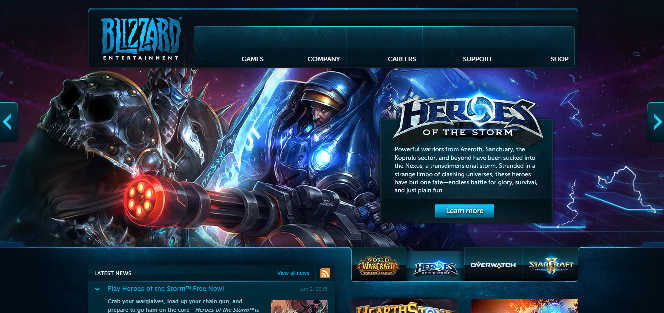 BLIZZARD
ENTERTAINMENT
GAMES COMPANY CAREERS SUPPORT SHOP
HEROES
OF THE STORM
Powerful warriors from Azeroth, Sanctuary, the
Koprulu sector, and beyond have been sucked into
the Nexus, a transdimensional storm. Stranded in a
strange limbo of clashing universes, these heroes
have but one fate—endless battle for glory, survival,
and just plain fun.
Learn more
LATEST NEWS View all news
WORLD WARCRAFT
HEROES
OVERWATCH
STARCRAFT II
Play Heroes of the Storm™ Free Now! Jun 2, 2015
Grab your warglaives, load up your chain gun, and
prepare to go ham on the core—Heroes of the Storm™ is
HEARTHSTONE